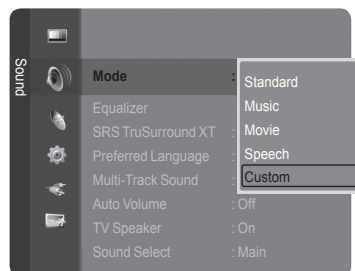 Sound
Mode :
Standard
Music
Movie
Speech
Custom
Equalizer
SRS TruSurround XT :
Preferred Language :
Multi-Track Sound :
Auto Volume : Off
TV Speaker : On
Sound Select : Main